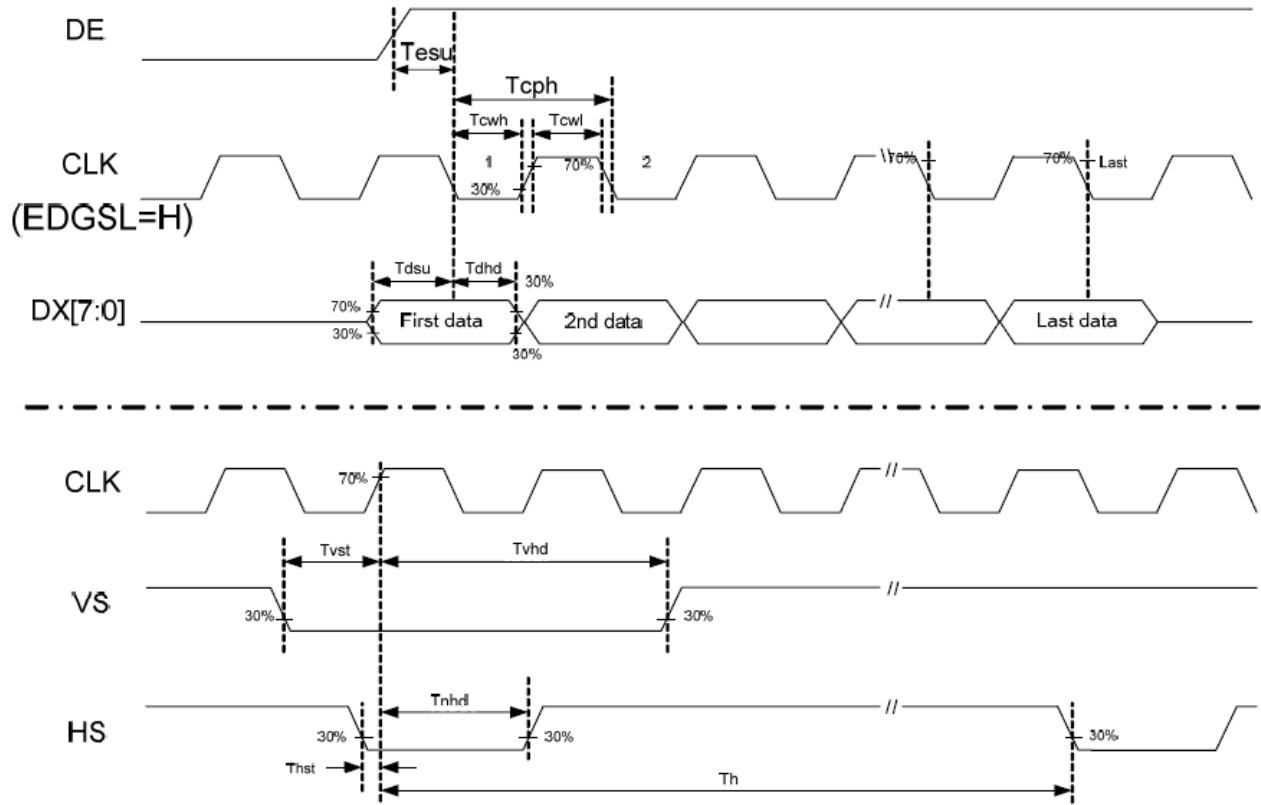 DE
Tesu
Tcph
Tcwh
Tcwl
CLK
1
70%
2
\\
70%
70%
Last
30%
(EDGSL=H)
Tdsu
Tdhd
30%
DX[7:0]
70%
First data
2nd data
//
Last data
30%
30%
CLK
70%
//
Tvst
Tvhd
VS
30%
30%
//
Tnhd
HS
30%
30%
//
30%
Thst
Th